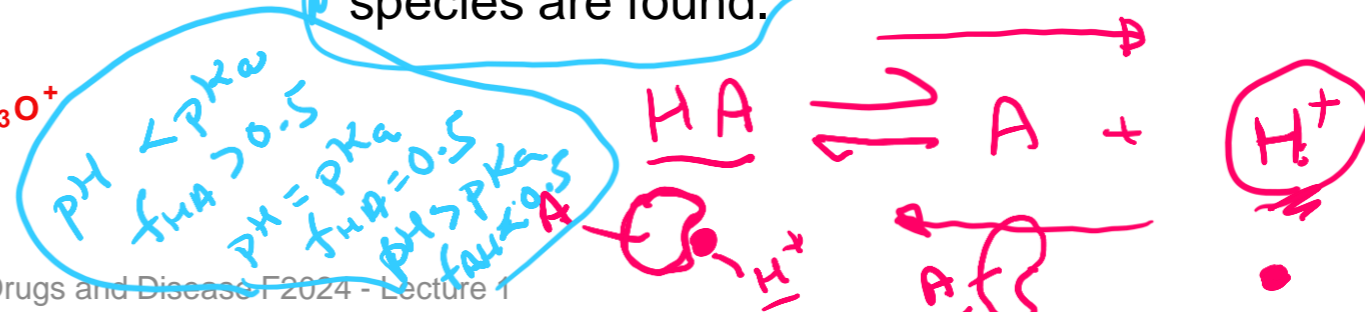 species are found.
₃O⁺
pH < pKa
fHA > 0.5
pH = pKa
fHA = 0.5
pH > pKa
fAH < 0.5
HA ⇌ A + H⁺
A
H⁺
A
Drugs and Disease F2024 - Lecture 1